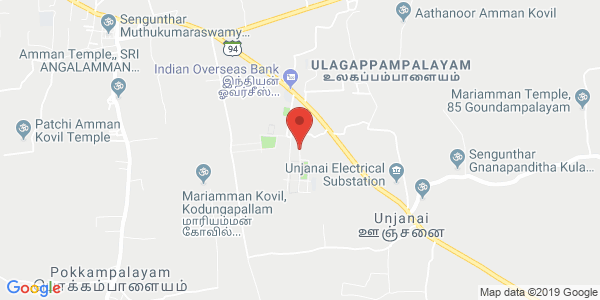 Sengunthar
Muthukumaraswamy...
Aathanoor Amman Kovil
94
Amman Temple,, SRI
ANGALAMMAN...
Indian Overseas Bank
இந்தியன்
ஓவர்சீஸ்...
ULAGAPPAMPALAYAM
உலகப்பம்பாளையம்
Mariamman Temple,
85 Goundampalayam
Patchi Amman
Kovil Temple
Unjanai Electrical
Substation
Sengunthar
Gnanapanditha Kula...
Mariamman Kovil,
Kodungapallam
மாரியம்மன்
கோவில்...
Unjanai
ஊஞ்சனை
Pokkampalayam
பொக்கம்பாளையம்
Google
Map data ©2019 Google